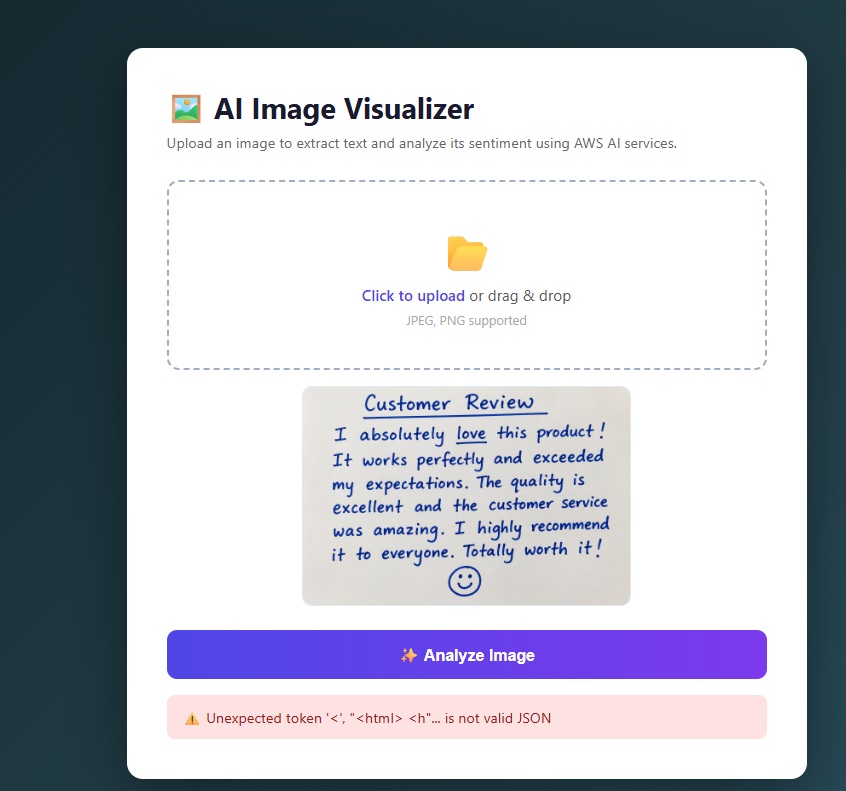 AI Image Visualizer
Upload an image to extract text and analyze its sentiment using AWS AI services.
Click to upload or drag & drop
JPEG, PNG supported
Customer Review
I absolutely love this product!
It works perfectly and exceeded
my expectations. The quality is
excellent and the customer service
was amazing. I highly recommend
it to everyone. Totally worth it!
✨ Analyze Image
⚠️ Unexpected token '<', "<html> <h"... is not valid JSON